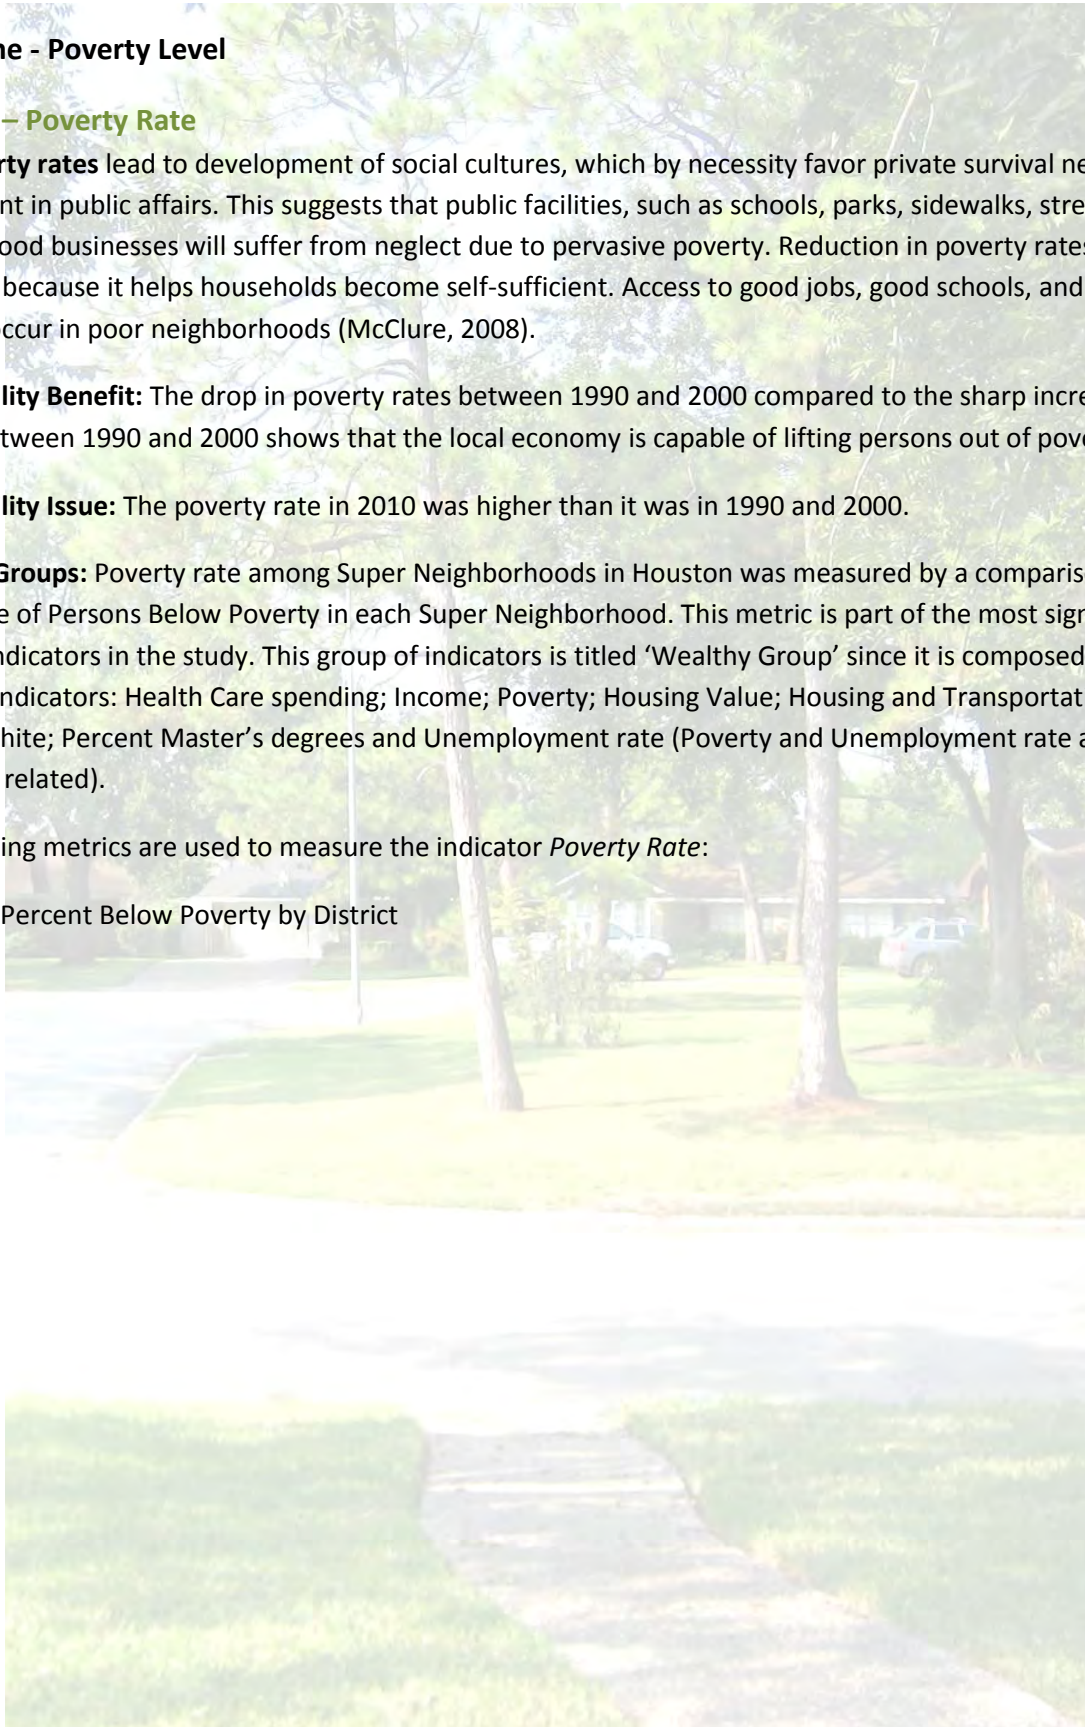 ne - Poverty Level
– Poverty Rate
rty rates lead to development of social cultures, which by necessity favor private survival ne
nt in public affairs. This suggests that public facilities, such as schools, parks, sidewalks, stre
ood businesses will suffer from neglect due to pervasive poverty. Reduction in poverty rates
because it helps households become self-sufficient. Access to good jobs, good schools, and
occur in poor neighborhoods (McClure, 2008).
lity Benefit: The drop in poverty rates between 1990 and 2000 compared to the sharp incre
tween 1990 and 2000 shows that the local economy is capable of lifting persons out of pove
lity Issue: The poverty rate in 2010 was higher than it was in 1990 and 2000.
Groups: Poverty rate among Super Neighborhoods in Houston was measured by a comparis
e of Persons Below Poverty in each Super Neighborhood. This metric is part of the most sign
ndicators in the study. This group of indicators is titled ‘Wealthy Group’ since it is composed
ndicators: Health Care spending; Income; Poverty; Housing Value; Housing and Transportat
hite; Percent Master’s degrees and Unemployment rate (Poverty and Unemployment rate a
related).
ing metrics are used to measure the indicator Poverty Rate:
Percent Below Poverty by District